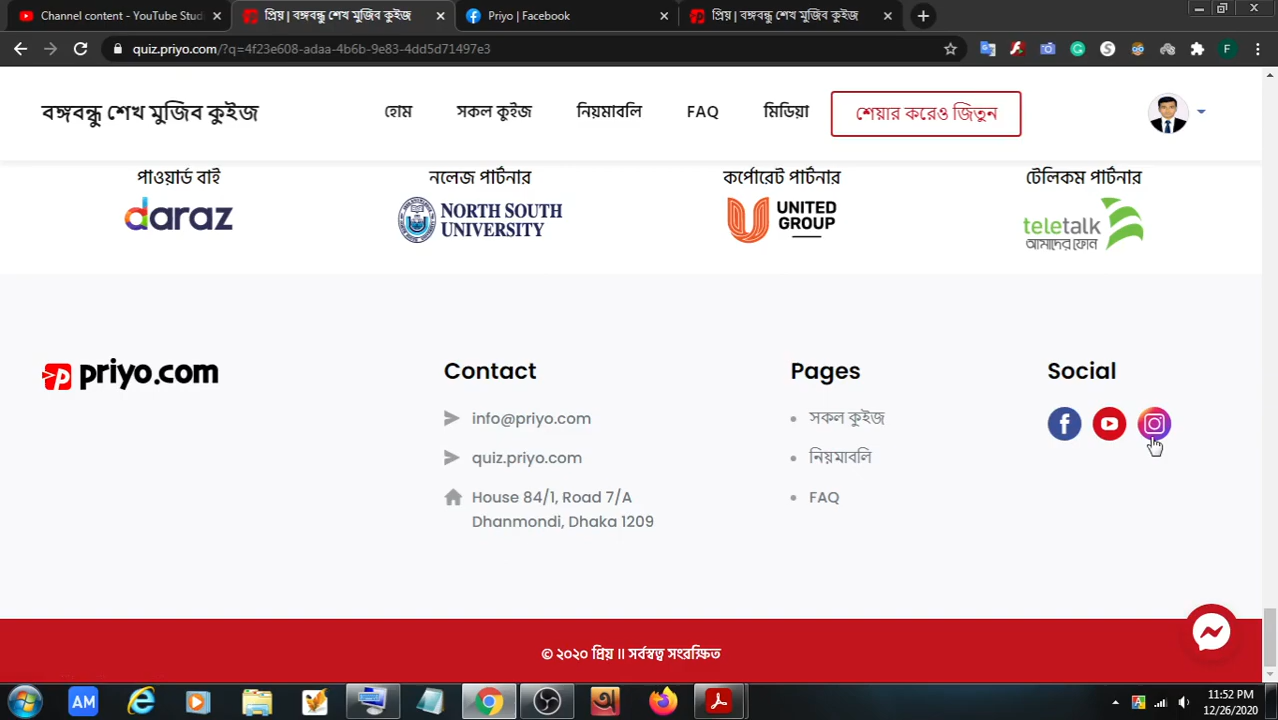 Channel content - YouTube Stud
প্রিয় | বঙ্গবন্ধু শেখ মুজিব কুইজ
Priyo | Facebook
প্রিয় | বঙ্গবন্ধু শেখ মুজিব কুইজ
quiz.priyo.com/?q=4f23e608-adaa-4b6b-9e83-4dd5d71497e3
বঙ্গবন্ধু শেখ মুজিব কুইজ
হোম
সকল কুইজ
নিয়মাবলি
FAQ
মিডিয়া
শেয়ার করেও জিতুন
পাওয়ার্ড বাই
নলেজ পার্টনার
কর্পোরেট পার্টনার
টেলিকম পার্টনার
daraz
NORTH SOUTH
UNIVERSITY
UNITED
GROUP
teletalk
আমাদের ফোন
priyo.com
Contact
info@priyo.com
quiz.priyo.com
House 84/1, Road 7/A
Dhanmondi, Dhaka 1209
Pages
সকল কুইজ
নিয়মাবলি
FAQ
Social
© ২০২০ প্রিয় ॥ সর্বস্বত্ব সংরক্ষিত
AM
11:52 PM
12/26/2020